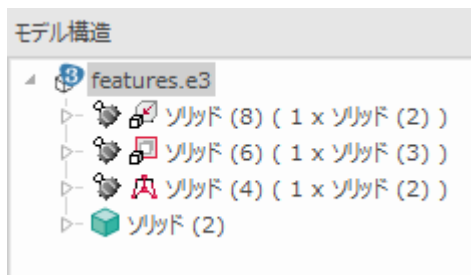 モデル構造
features.e3
ソリッド (8) ( 1 x ソリッド (2) )
ソリッド (6) ( 1 x ソリッド (3) )
ソリッド (4) ( 1 x ソリッド (2) )
ソリッド (2)